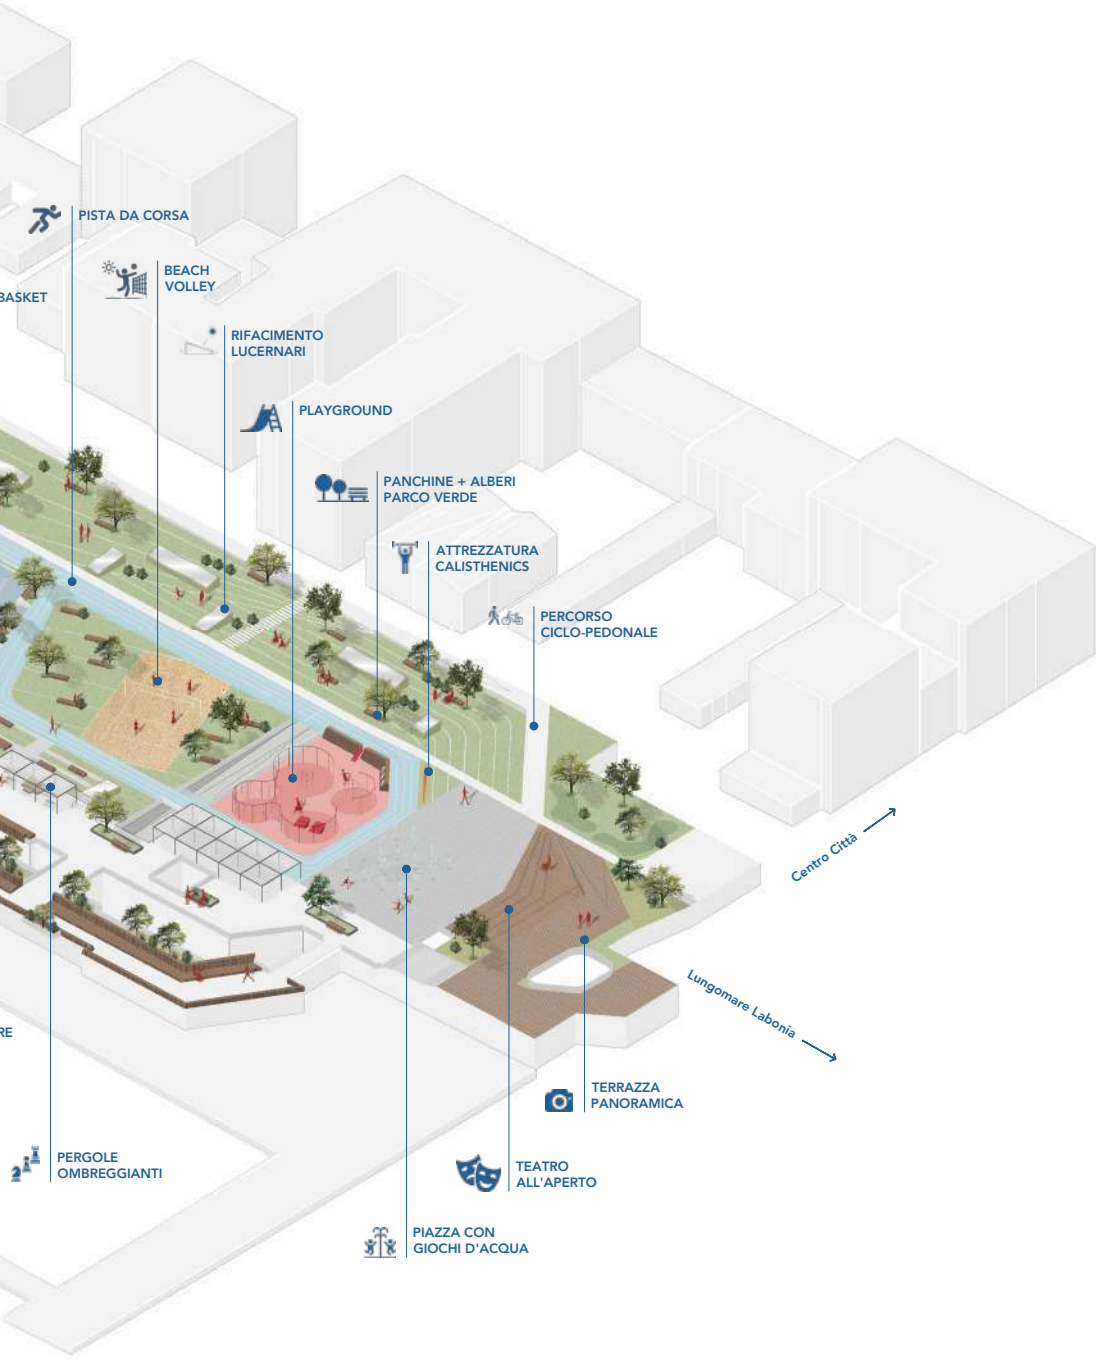 PISTA DA CORSA
BEACH
VOLLEY
BASKET
RIFACIMENTO
LUCERNARI
PLAYGROUND
PANCHINE + ALBERI
PARCO VERDE
ATTREZZATURA
CALISTHENICS
PERCORSO
CICLO-PEDONALE
Centro Città
Lungomare Labonia
RE
TERRAZZA
PANORAMICA
PERGOLE
OMBREGGIANTI
TEATRO
ALL'APERTO
PIAZZA CON
GIOCHI D'ACQUA